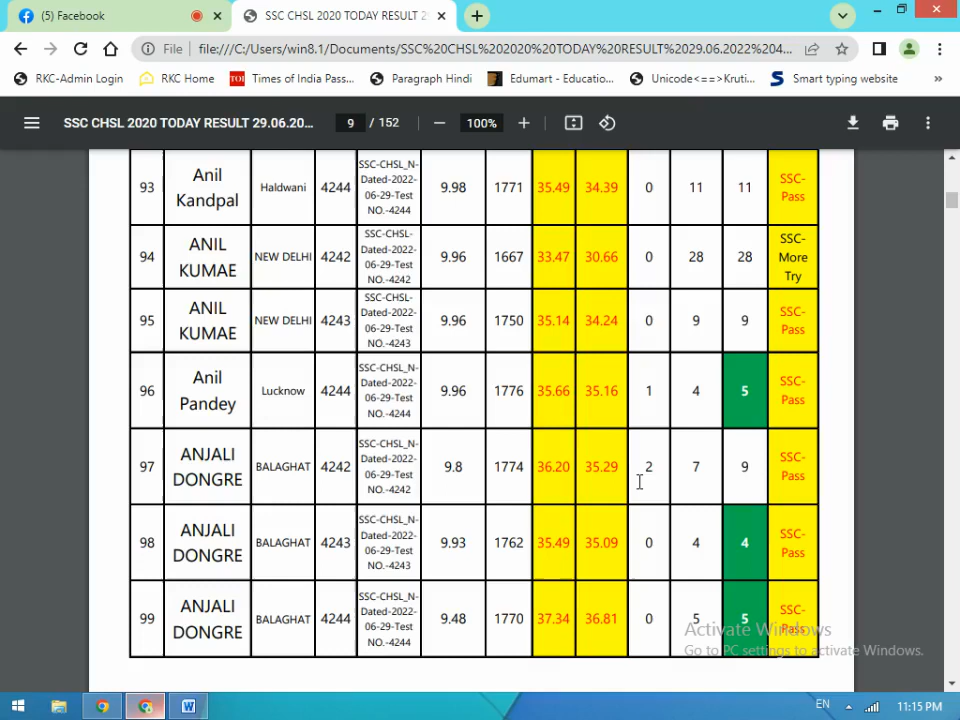 (5) Facebook
SSC CHSL 2020 TODAY RESULT
File file:///C:/Users/win8.1/Documents/SSC%20CHSL%202020%20TODAY%20RESULT%2029.06.2022%204...
RKC-Admin Login RKC Home TOI Times of India Pass... Paragraph Hindi Edumart - Educatio... Unicode<==>Kruti... Smart typing website »
SSC CHSL 2020 TODAY RESULT 29.06.20... 9 / 152 100%
93 Anil Kandpal Haldwani 4244 SSC-CHSL_N-Dated-2022-06-29-Test NO.-4244 9.98 1771 35.49 34.39 0 11 11 SSC-Pass
94 ANIL KUMAE NEW DELHI 4242 SSC-CHSL-Dated-2022-06-29-Test NO.-4242 9.96 1667 33.47 30.66 0 28 28 SSC-More Try
95 ANIL KUMAE NEW DELHI 4243 SSC-CHSL-Dated-2022-06-29-Test NO.-4243 9.96 1750 35.14 34.24 0 9 9 SSC-Pass
96 Anil Pandey Lucknow 4244 SSC-CHSL_N-Dated-2022-06-29-Test NO.-4244 9.96 1776 35.66 35.16 1 4 5 SSC-Pass
97 ANJALI DONGRE BALAGHAT 4242 SSC-CHSL_N-Dated-2022-06-29-Test NO.-4242 9.8 1774 36.20 35.29 2 7 9 SSC-Pass
98 ANJALI DONGRE BALAGHAT 4243 SSC-CHSL_N-Dated-2022-06-29-Test NO.-4243 9.93 1762 35.49 35.09 0 4 4 SSC-Pass
99 ANJALI DONGRE BALAGHAT 4244 SSC-CHSL_N-Dated-2022-06-29-Test NO.-4244 9.48 1770 37.34 36.81 0 5 5 SSC-Pass
Activate Windows
Go to PC settings to activate Windows.
EN 11:15 PM